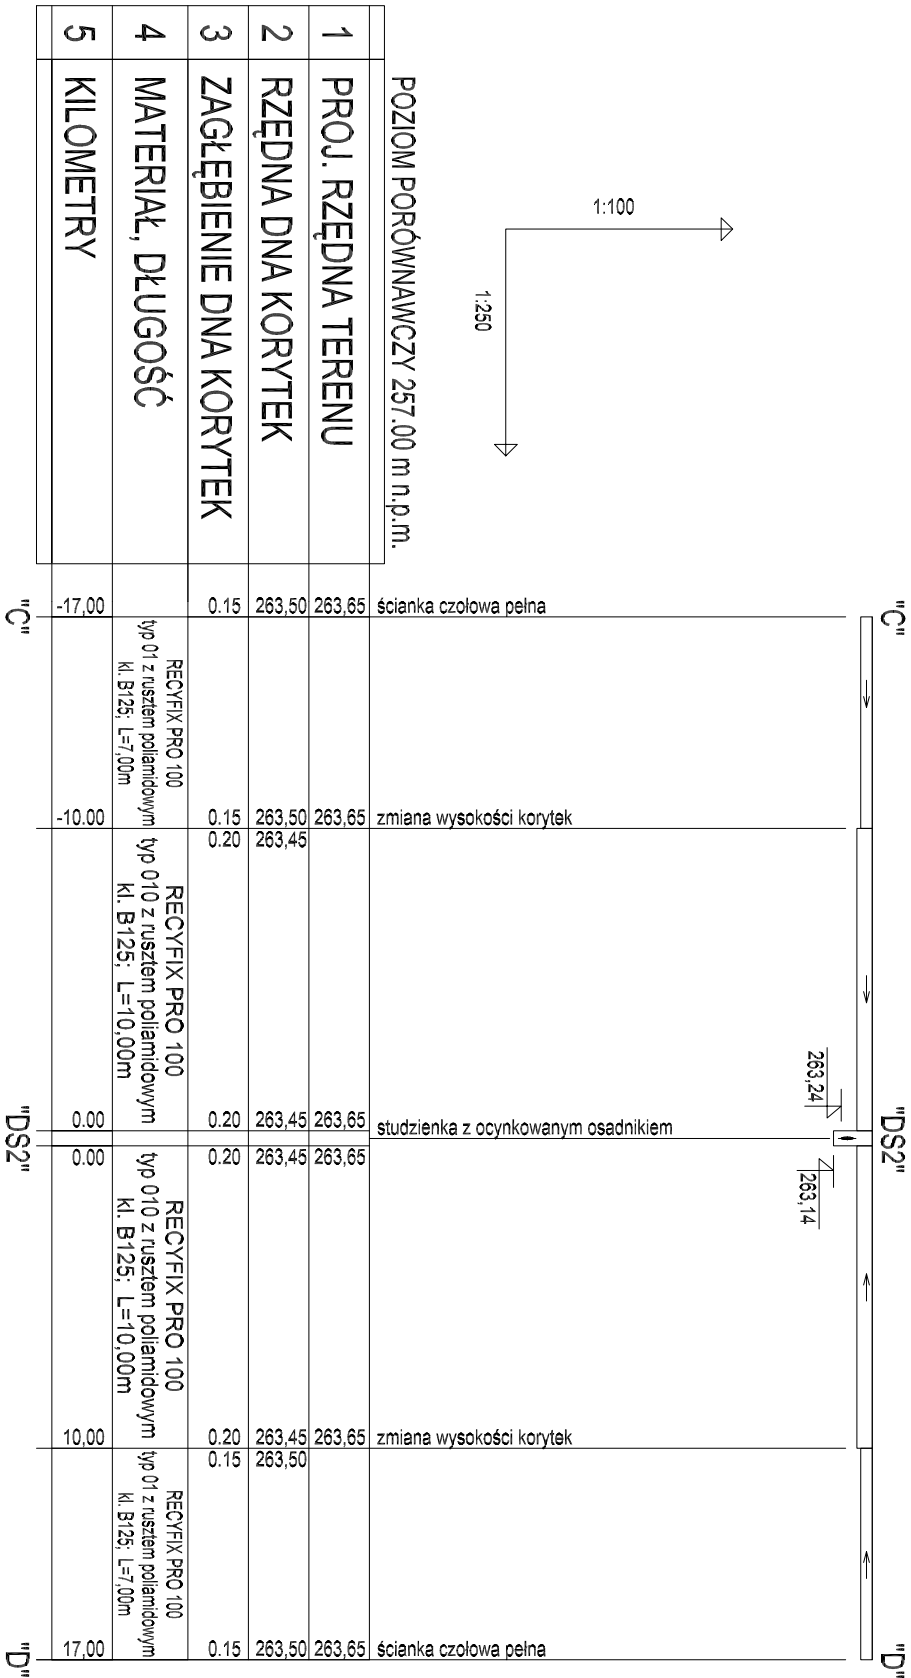 "C"
"DS2"
"D"
263,24
263,14
1:100
1:250
POZIOM PORÓWNAWCZY 257.00 m n.p.m.
ścianka czołowa pełna
zmiana wysokości korytek
studzienka z ocynkowanym osadnikiem
zmiana wysokości korytek
ścianka czołowa pełna
1 PROJ. RZĘDNA TERENU
263,65
263,65
263,65
263,65
263,65
263,65
2 RZĘDNA DNA KORYTEK
263,50
263,50
263,45
263,45
263,45
263,45
263,50
263,50
3 ZAGŁĘBIENIE DNA KORYTEK
0.15
0.15
0.20
0.20
0.20
0.20
0.15
0.15
4 MATERIAŁ, DŁUGOŚĆ
RECYFIX PRO 100
typ 01 z rusztem poliamidowym
kl. B125; L=7,00m
RECYFIX PRO 100
typ 010 z rusztem poliamidowym
kl. B125; L=10,00m
RECYFIX PRO 100
typ 010 z rusztem poliamidowym
kl. B125; L=10,00m
RECYFIX PRO 100
typ 01 z rusztem poliamidowym
kl. B125; L=7,00m
5 KILOMETRY
-17,00
-10.00
0.00
0.00
10,00
17,00
"C"
"DS2"
"D"